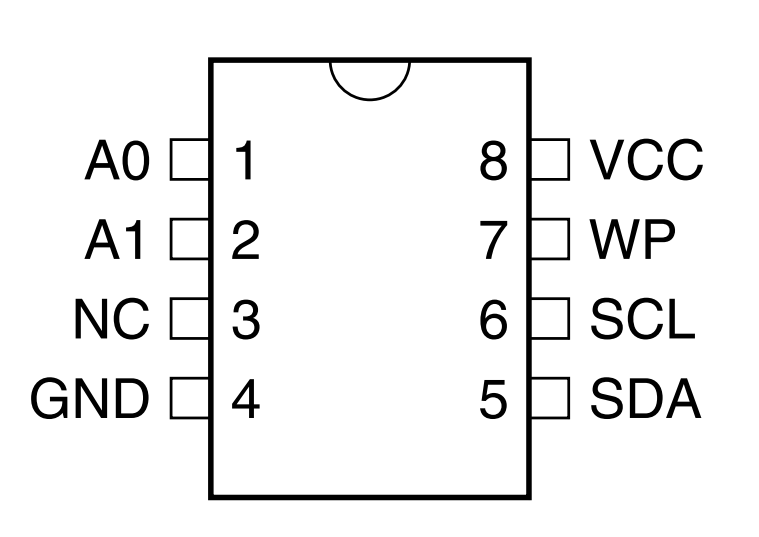 A0 1 8 VCC
A1 2 7 WP
NC 3 6 SCL
GND 4 5 SDA